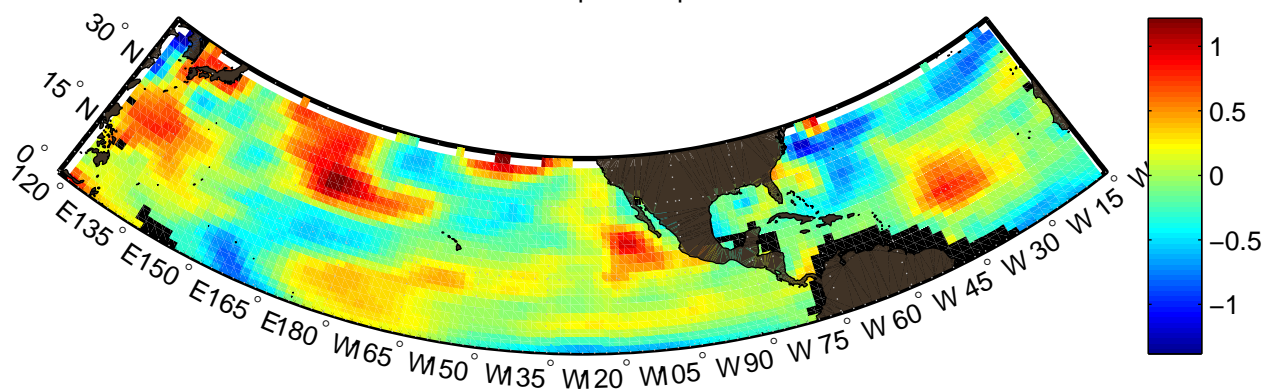 30° N
15° N
0°
120° E
135° E
150° E
165° E
180° W
165° W
150° W
135° W
120° W
105° W
90° W
75° W
60° W
45° W
30° W
15° W
1
0.5
0
−0.5
−1